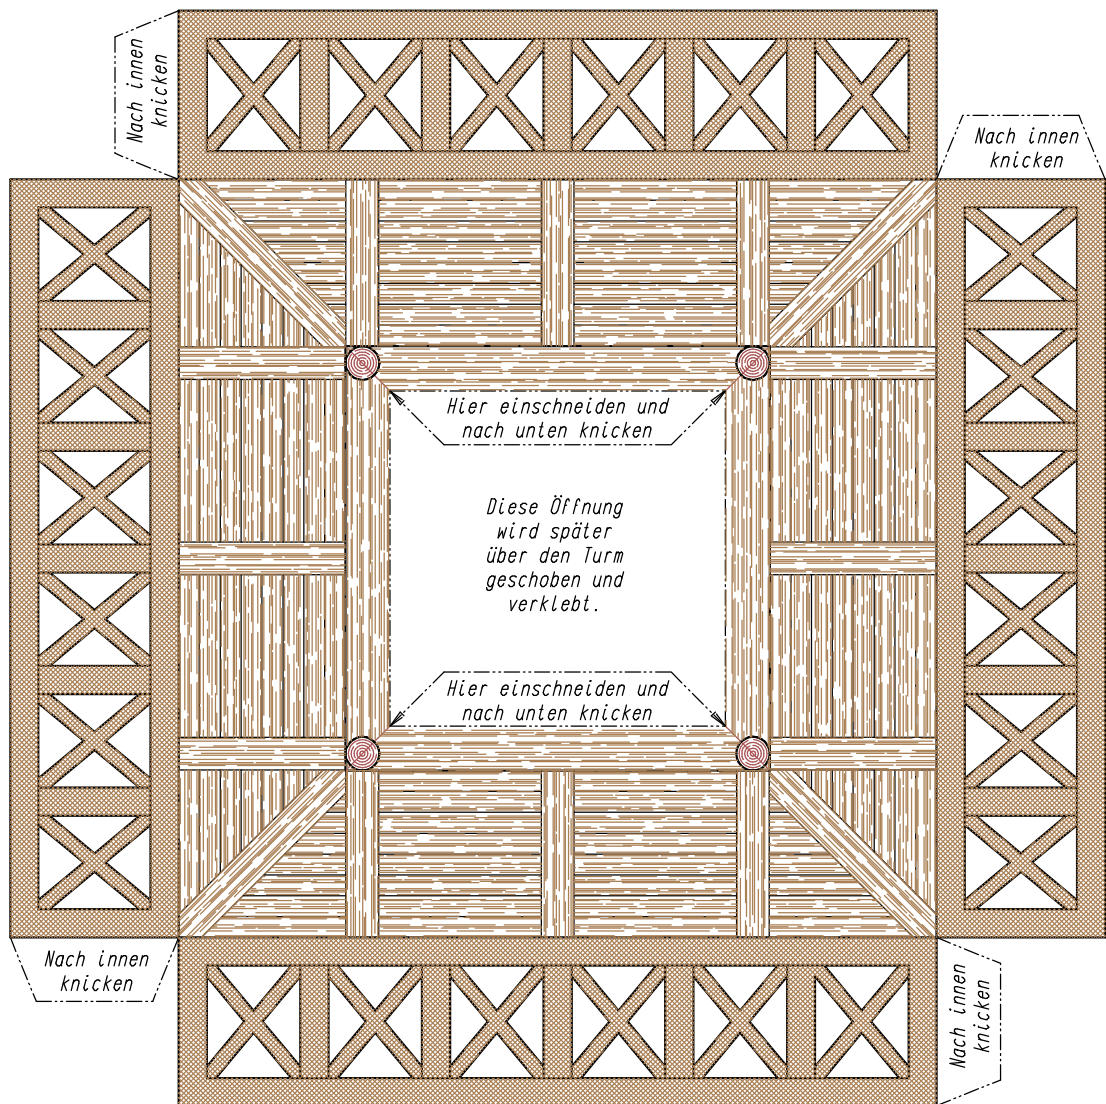 Nach innen
knicken
Nach innen
knicken
Hier einschneiden und
nach unten knicken
Diese Öffnung
wird später
über den Turm
geschoben und
verklebt.
Hier einschneiden und
nach unten knicken
Nach innen
knicken
Nach innen
knicken